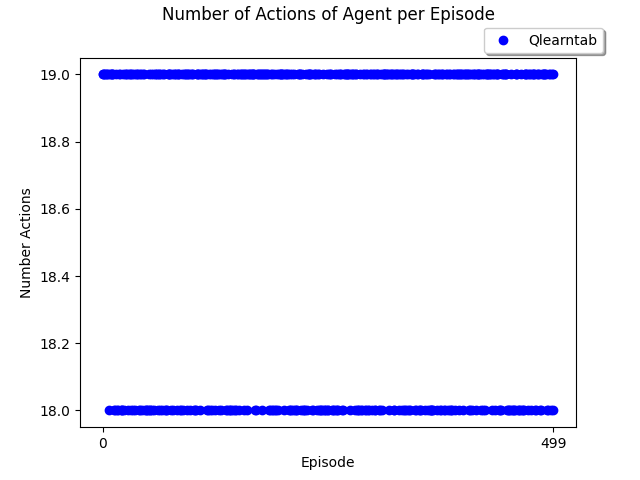 Number of Actions of Agent per Episode
Qlearntab
19.0
18.8
18.6
18.4
18.2
18.0
Number Actions
0
499
Episode